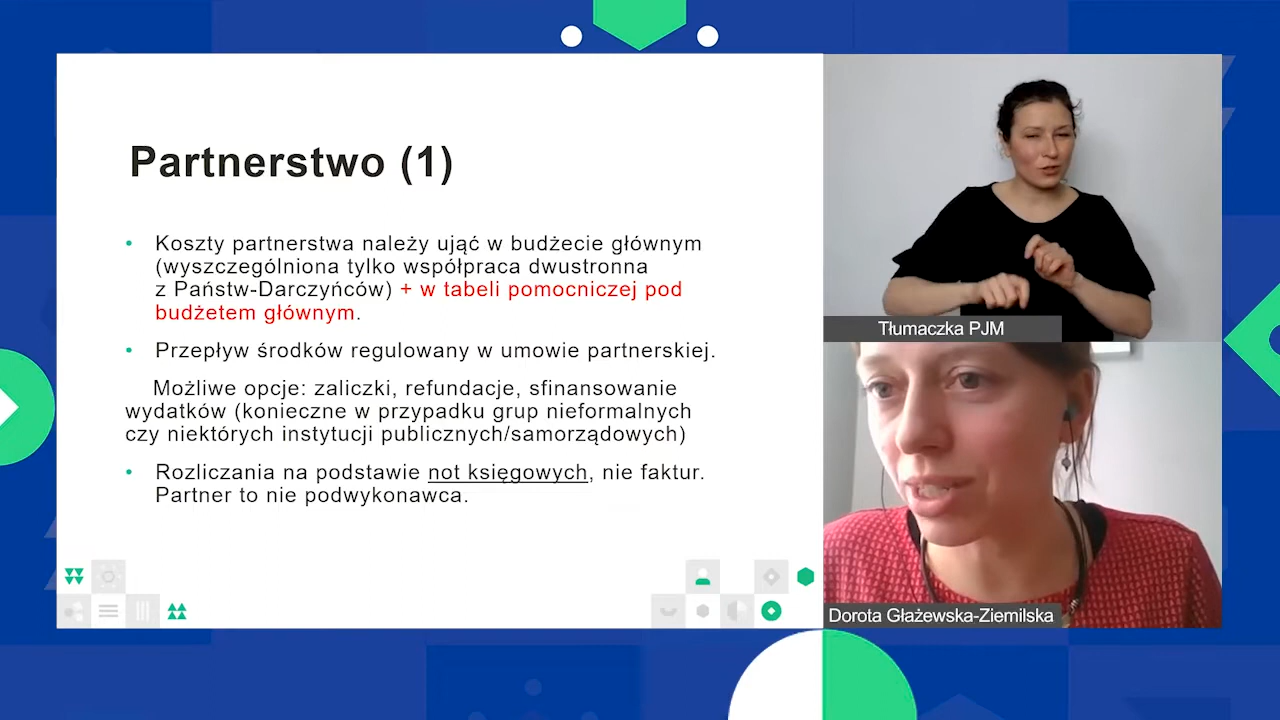 Partnerstwo (1)
• Koszty partnerstwa należy ująć w budżecie głównym
(wyszczególniona tylko współpraca dwustronna
z Państw-Darczyńców) + w tabeli pomocniczej pod
budżetem głównym.
• Przepływ środków regulowany w umowie partnerskiej.
Możliwe opcje: zaliczki, refundacje, sfinansowanie
wydatków (konieczne w przypadku grup nieformalnych
czy niektórych instytucji publicznych/samorządowych)
• Rozliczania na podstawie not księgowych, nie faktur.
Partner to nie podwykonawca.
Tłumaczka PJM
Dorota Głażewska-Ziemilska